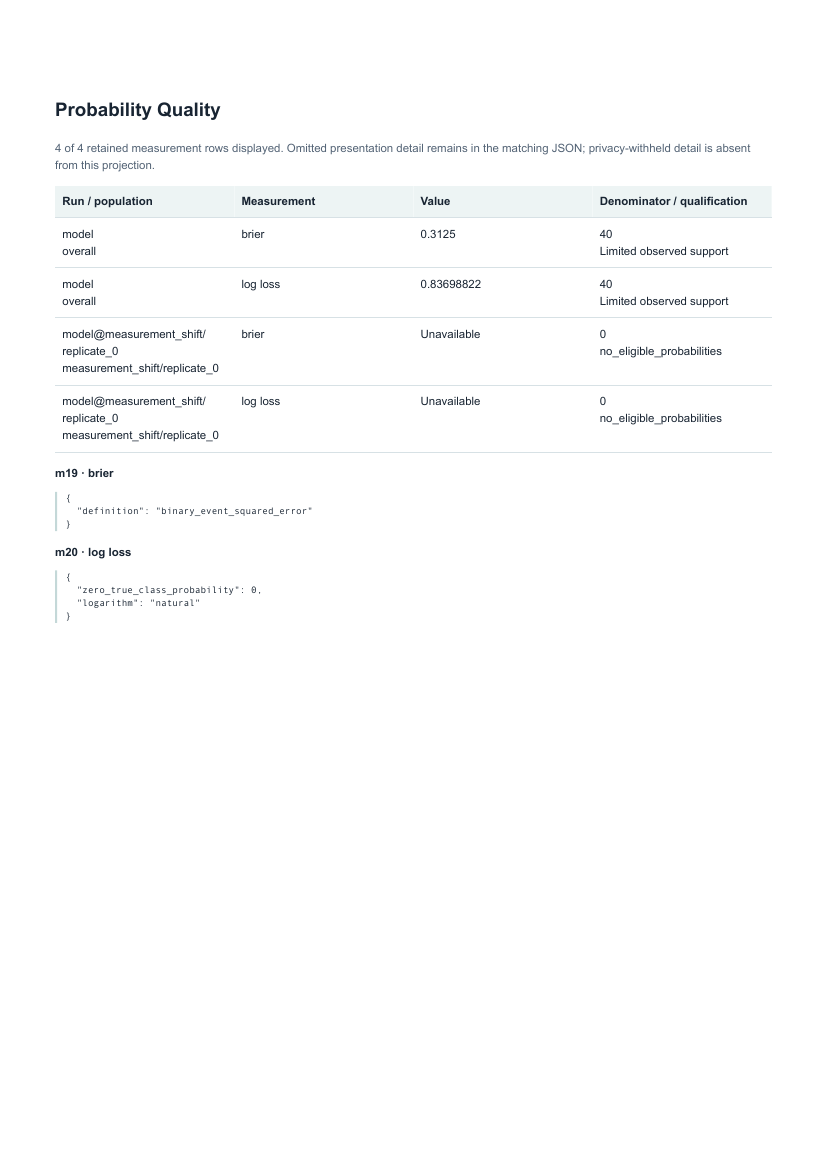 Probability Quality
4 of 4 retained measurement rows displayed. Omitted presentation detail remains in the matching JSON; privacy-withheld detail is absent
from this projection.
Run / population Measurement Value Denominator / qualification
model brier 0.3125 40
overall Limited observed support
model log loss 0.83698822 40
overall Limited observed support
model@measurement_shift/ brier Unavailable 0
replicate_0 no_eligible_probabilities
measurement_shift/replicate_0
model@measurement_shift/ log loss Unavailable 0
replicate_0 no_eligible_probabilities
measurement_shift/replicate_0
m19 · brier
{
  "definition": "binary_event_squared_error"
}
m20 · log loss
{
  "zero_true_class_probability": 0,
  "logarithm": "natural"
}